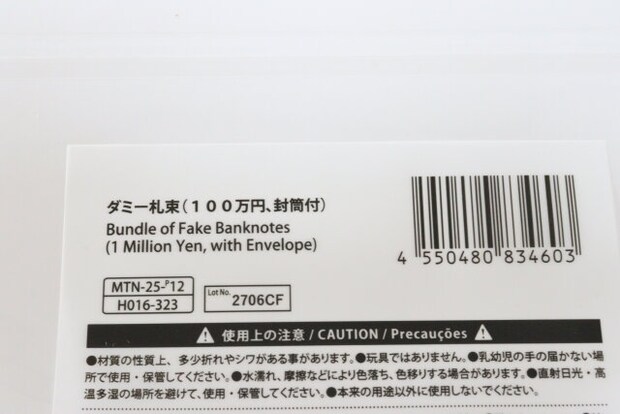 ダミー札束(100万円、封筒付)
Bundle of Fake Banknotes
(1 Million Yen, with Envelope)
4 550480 834603
MTN-25-P12
H016-323
Lot No. 2706CF
使用上の注意 / CAUTION / Precauções
●材質の性質上、多少折れやシワがある事があります。●玩具ではありません。●乳幼児の手の届かない場
所で使用・保管してください。●水濡れ、摩擦などにより色落ち、色移りする場合があります。●直射日光・高
温多湿の場所を避けて、使用・保管してください。●本来の用途以外に使用しないでください。